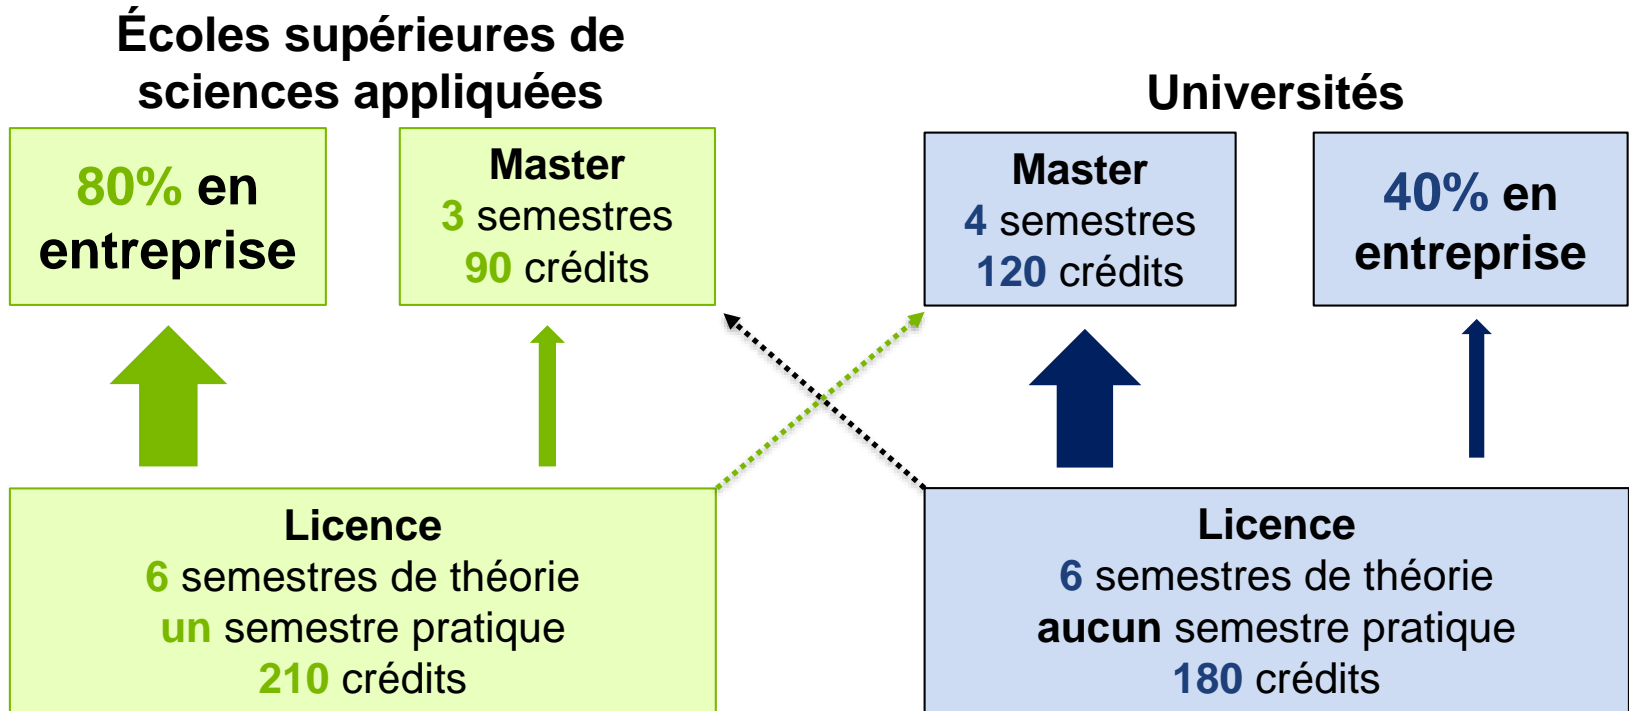 Écoles supérieures de
sciences appliquées
80% en
entreprise
Master
3 semestres
90 crédits
Licence
6 semestres de théorie
un semestre pratique
210 crédits
Universités
Master
4 semestres
120 crédits
40% en
entreprise
Licence
6 semestres de théorie
aucun semestre pratique
180 crédits